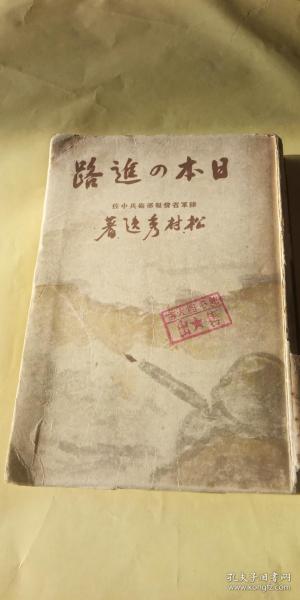 日本の進路
陸軍省情報部砲兵中佐
松村秀逸著
孔夫子旧书网